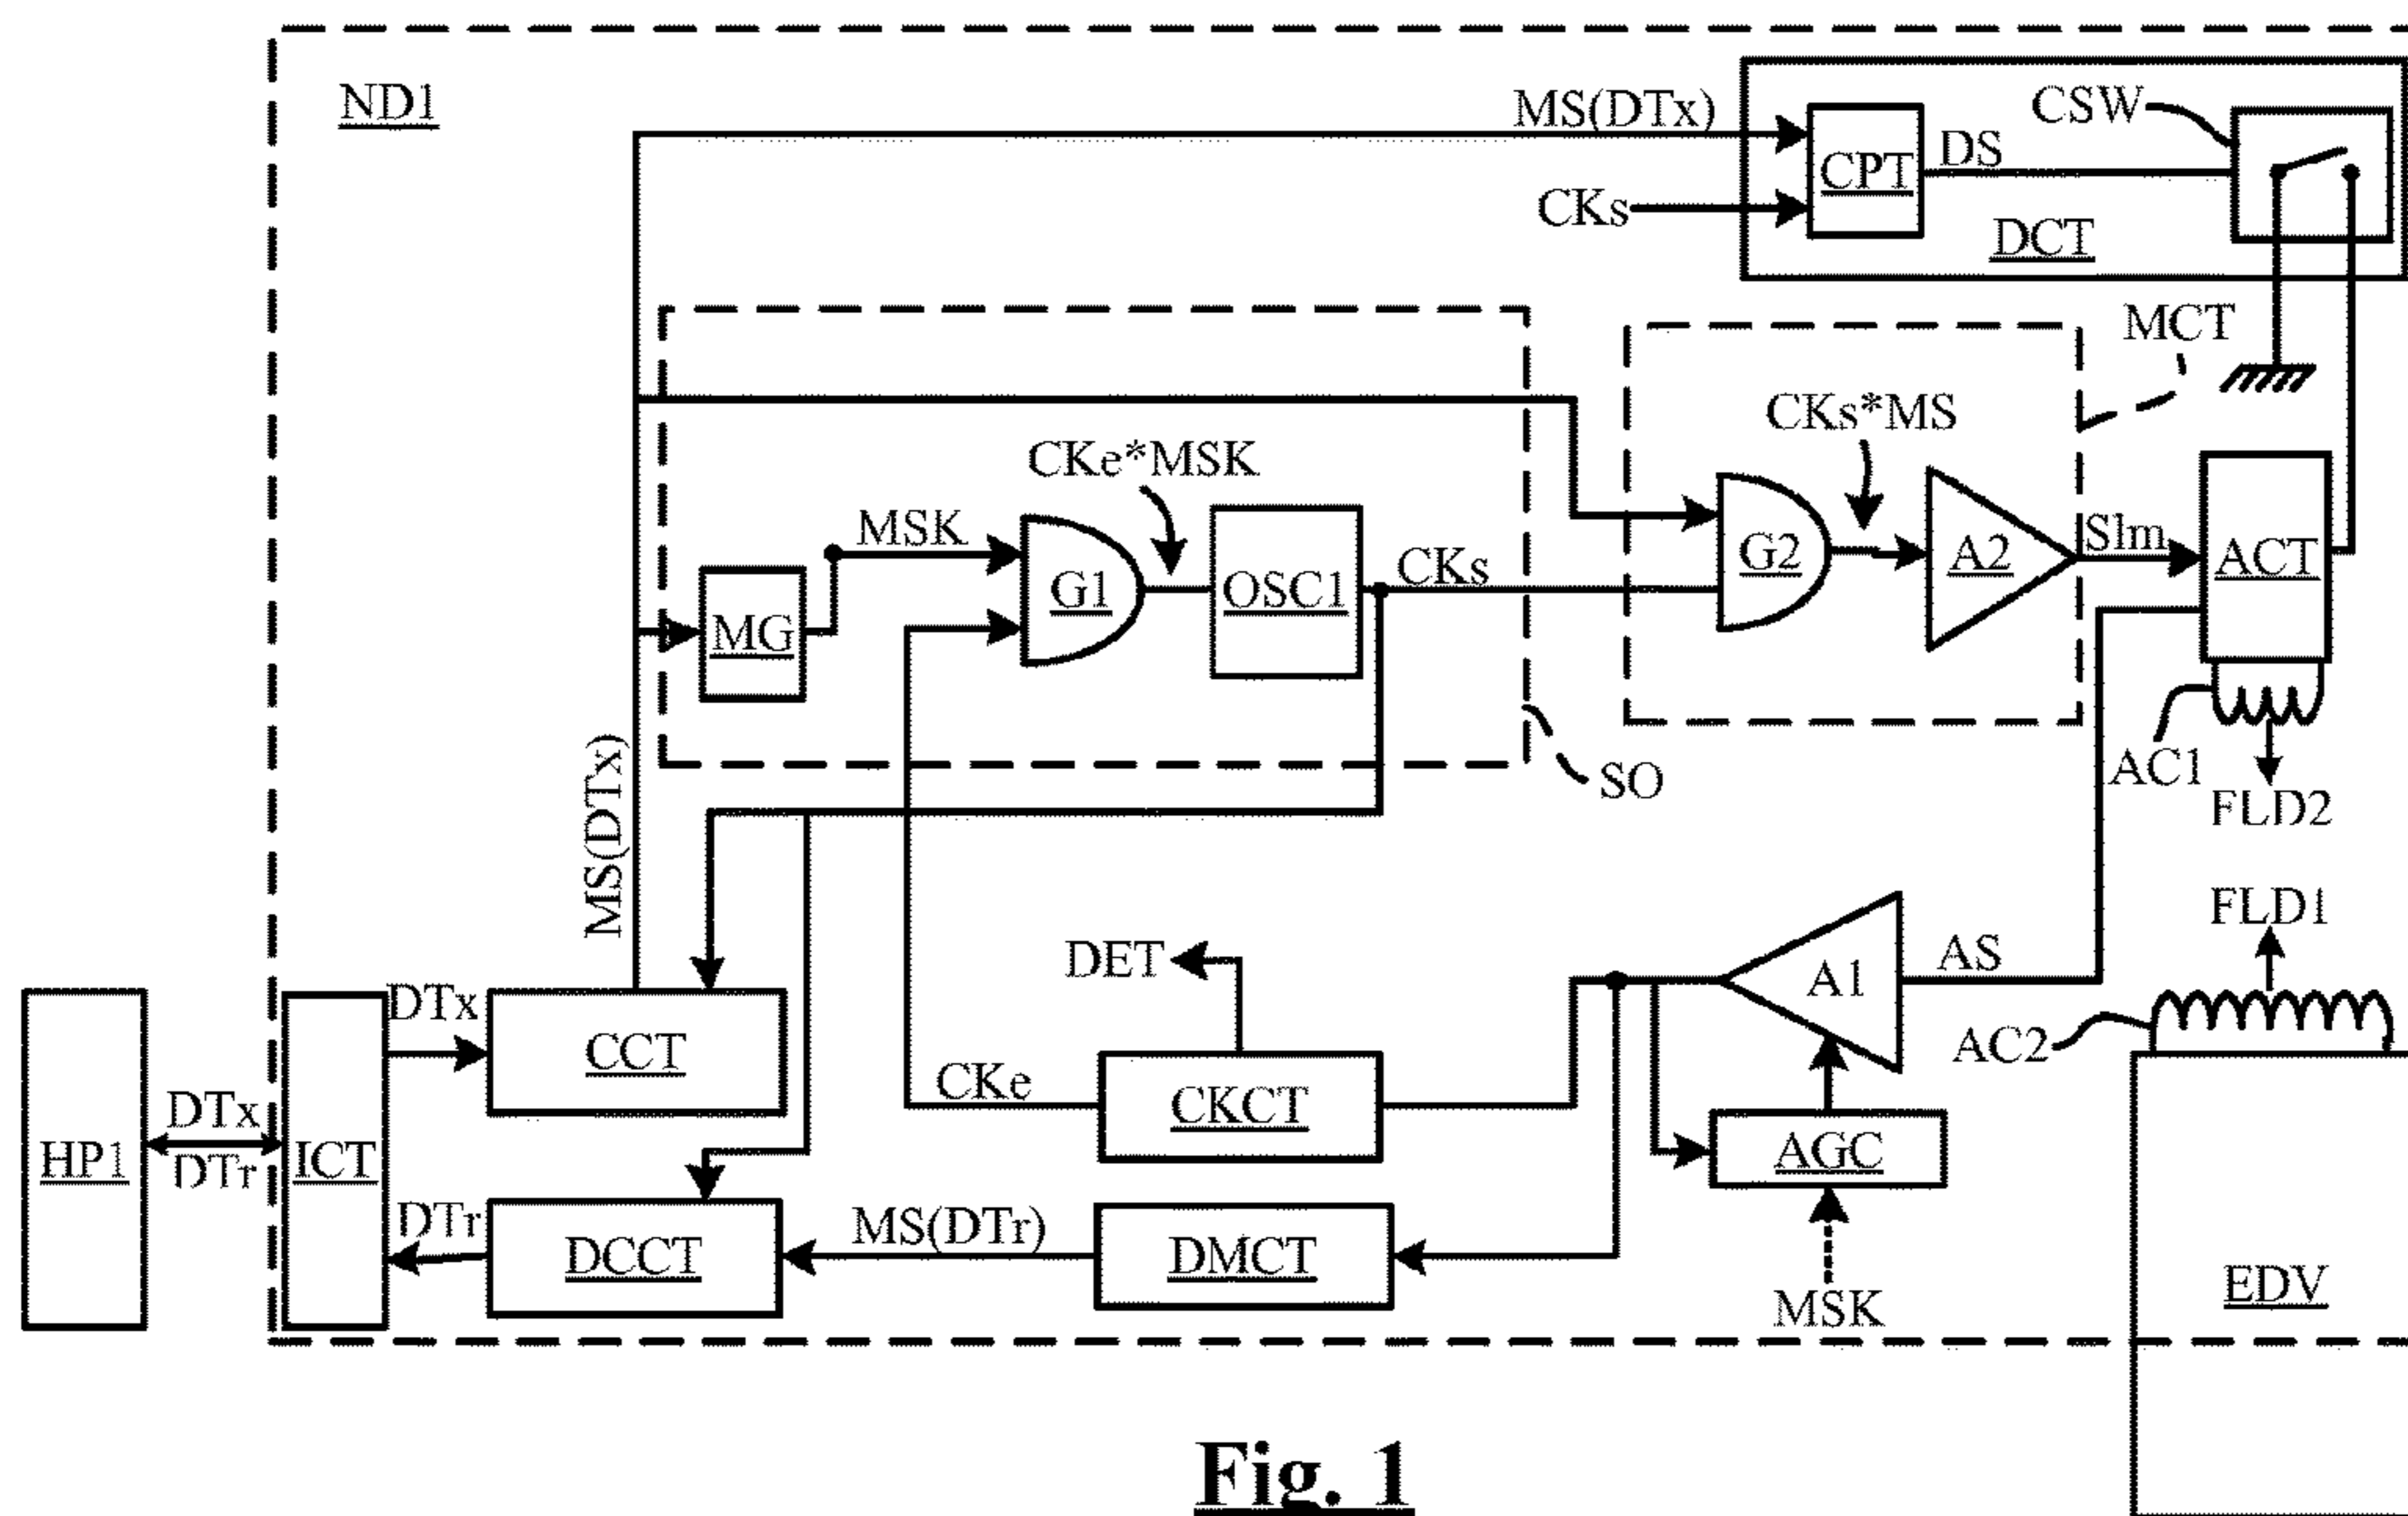 ND1
MS(DTx)
CKs
CPT
DS
CSW
DCT
MCT
CKe*MSK
CKs*MS
MSK
MG
G1
OSC1
CKs
G2
A2
Slm
ACT
AC1
FLD2
SO
MS(DTx)
FLD1
DET
A1
AS
AC2
DTx
CCT
CKe
CKCT
AGC
HP1
DTx
DTr
ICT
DTr
DCCT
MS(DTr)
DMCT
MSK
EDV
Fig. 1